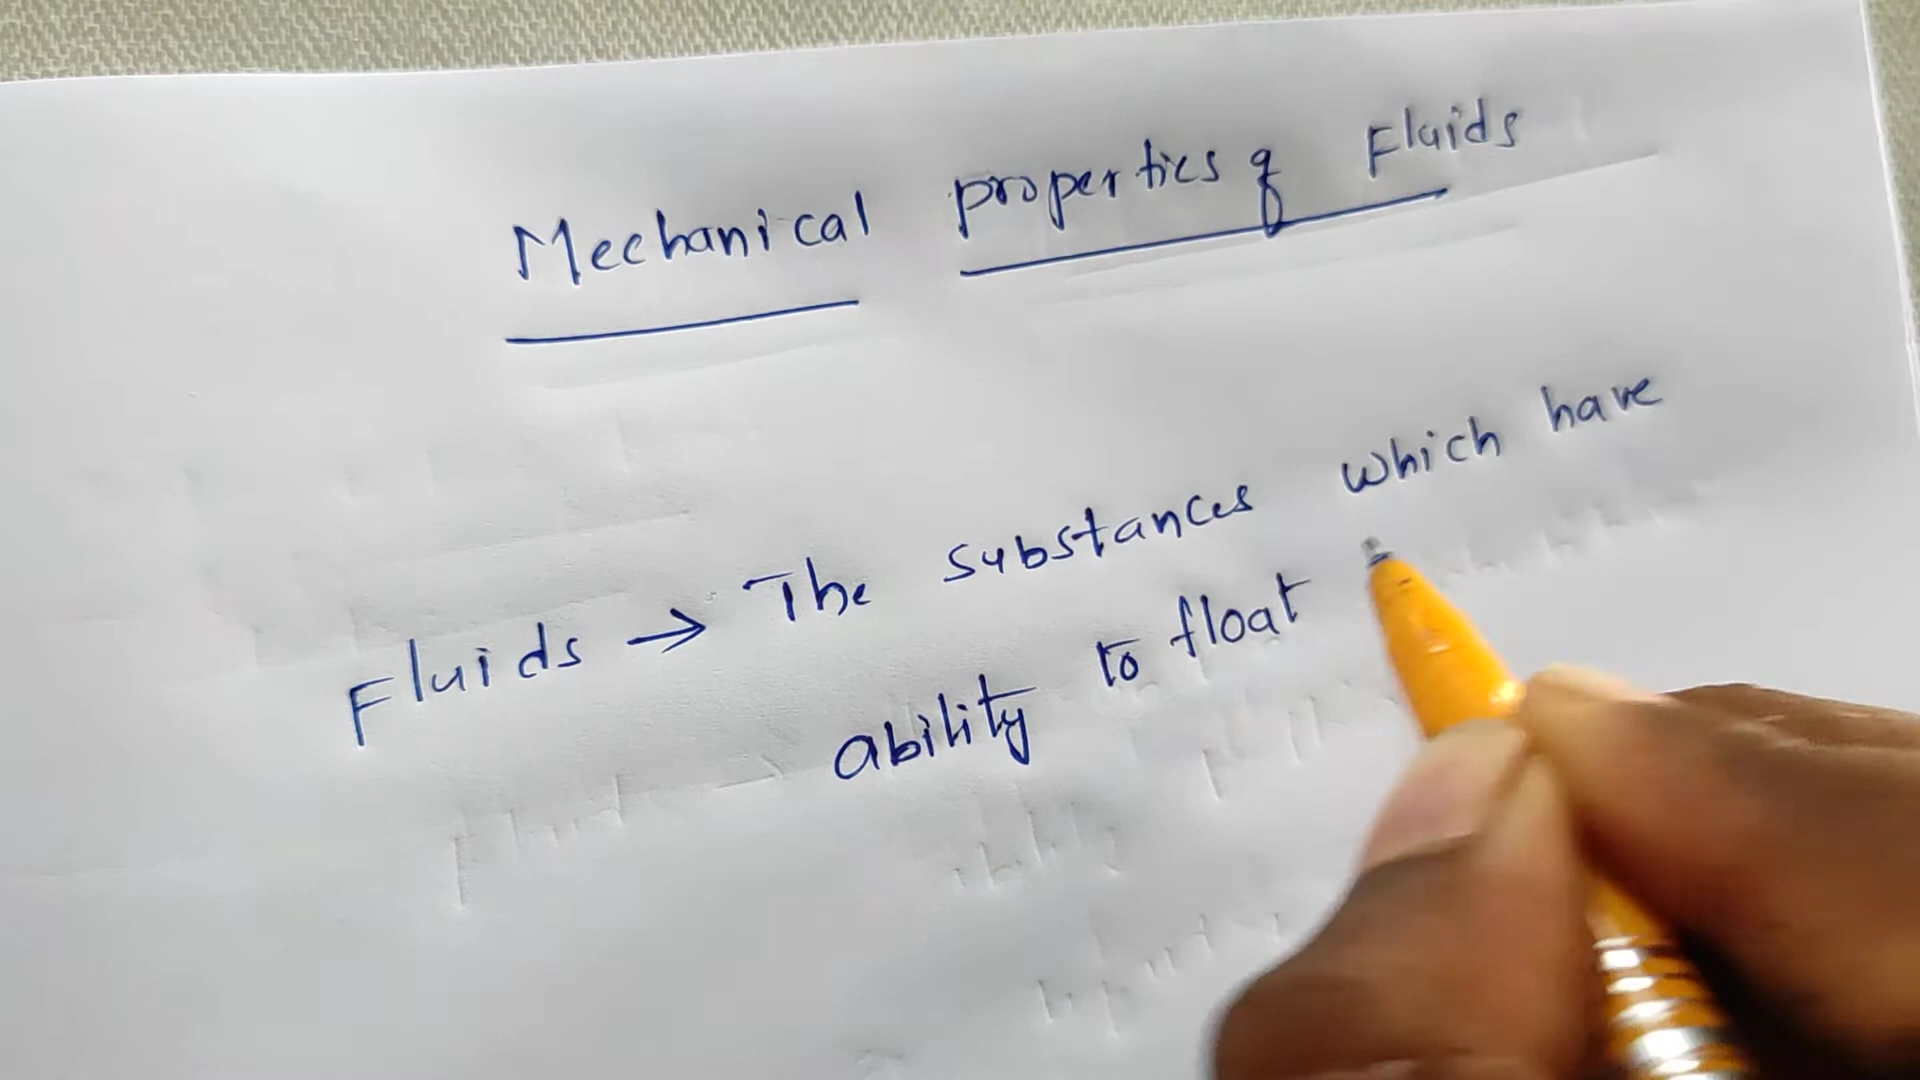 Mechanical properties of Fluids
Fluids → The substances which have
ability to float